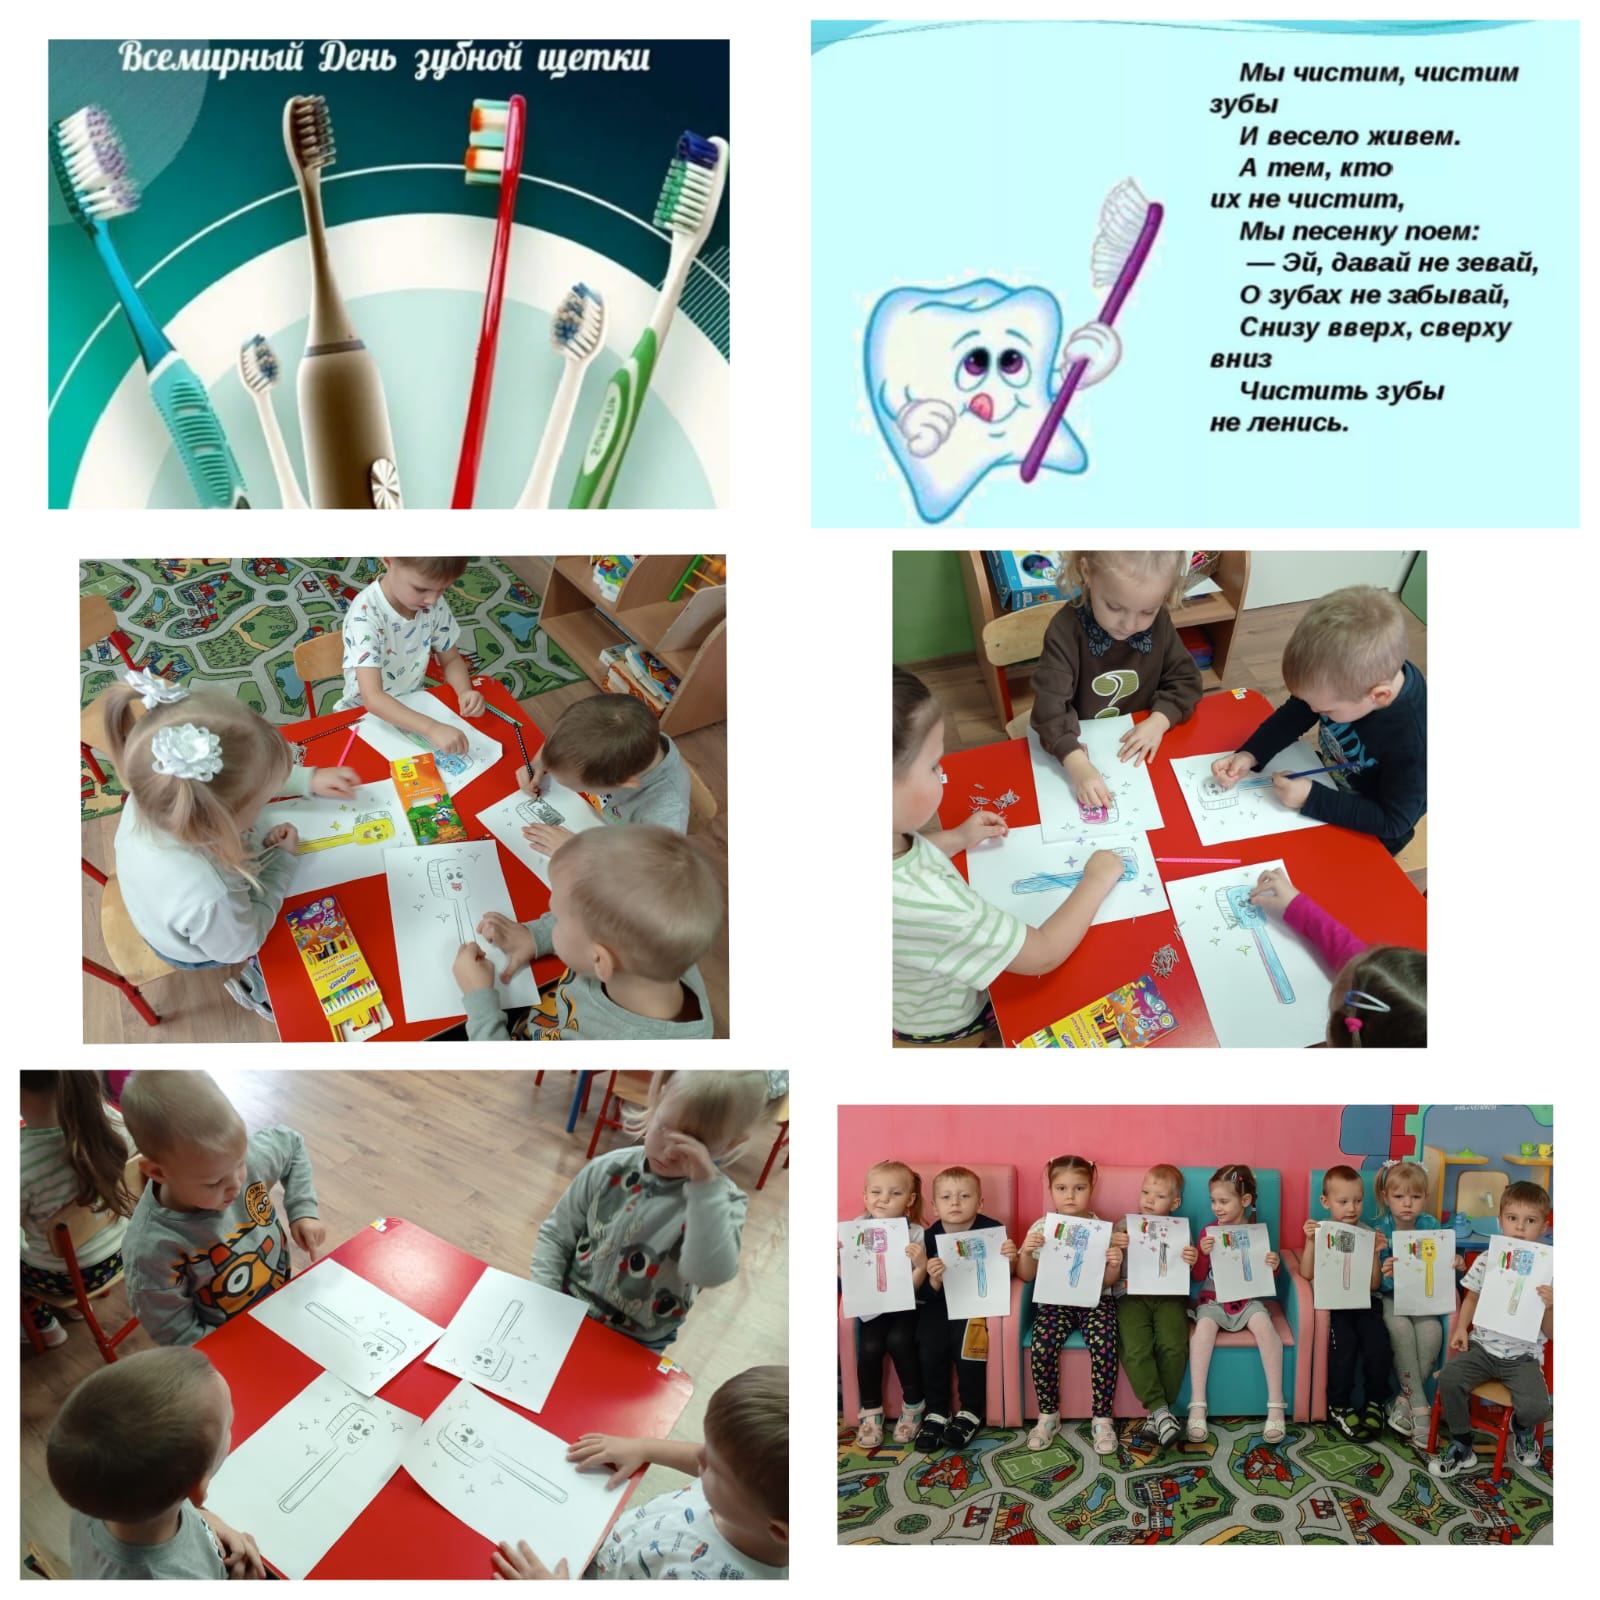 Всемирный День зубной щетки
Мы чистим, чистим
зубы
И весело живем.
А тем, кто
их не чистит,
Мы песенку поем:
— Эй, давай не зевай,
О зубах не забывай,
Снизу вверх, сверху
вниз
Чистить зубы
не ленись.